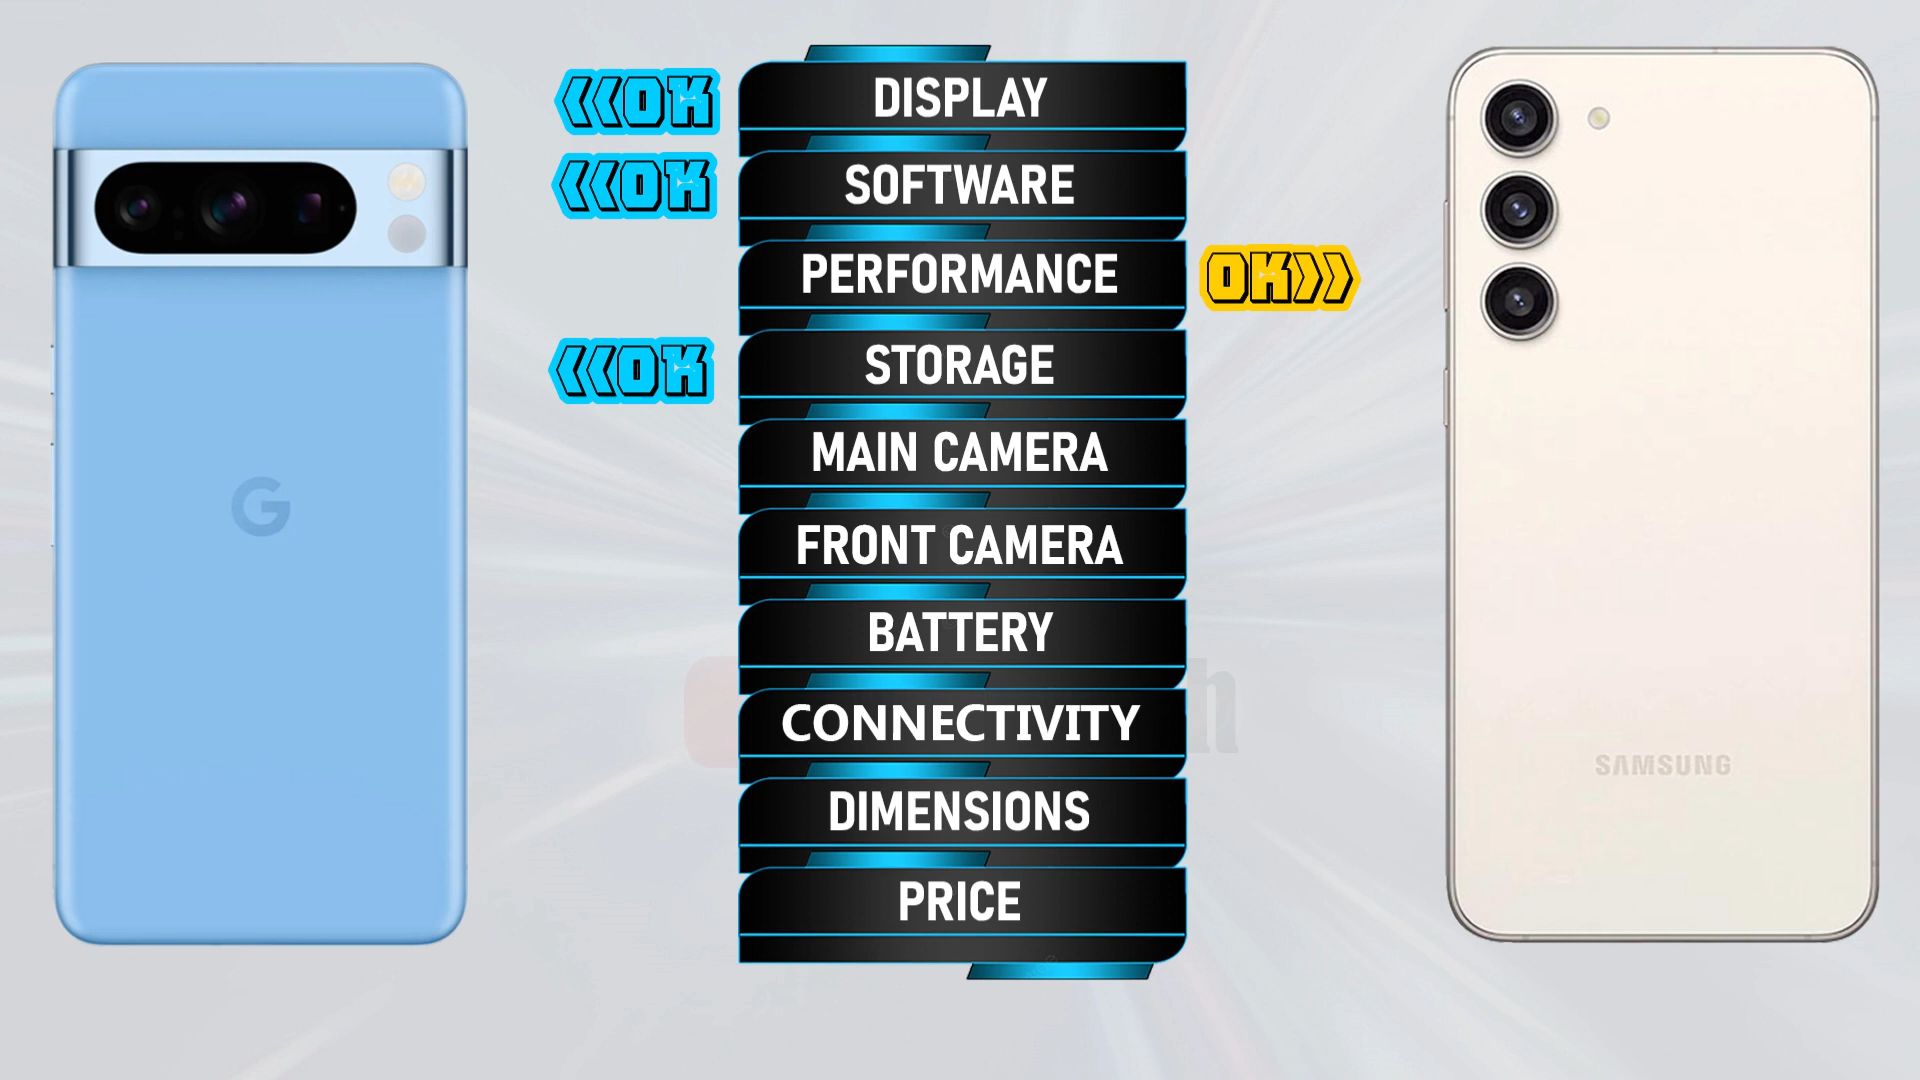 <<OK DISPLAY
<<OK SOFTWARE
PERFORMANCE OK>>
<<OK STORAGE
MAIN CAMERA
FRONT CAMERA
BATTERY
CONNECTIVITY
DIMENSIONS
PRICE
G
SAMSUNG